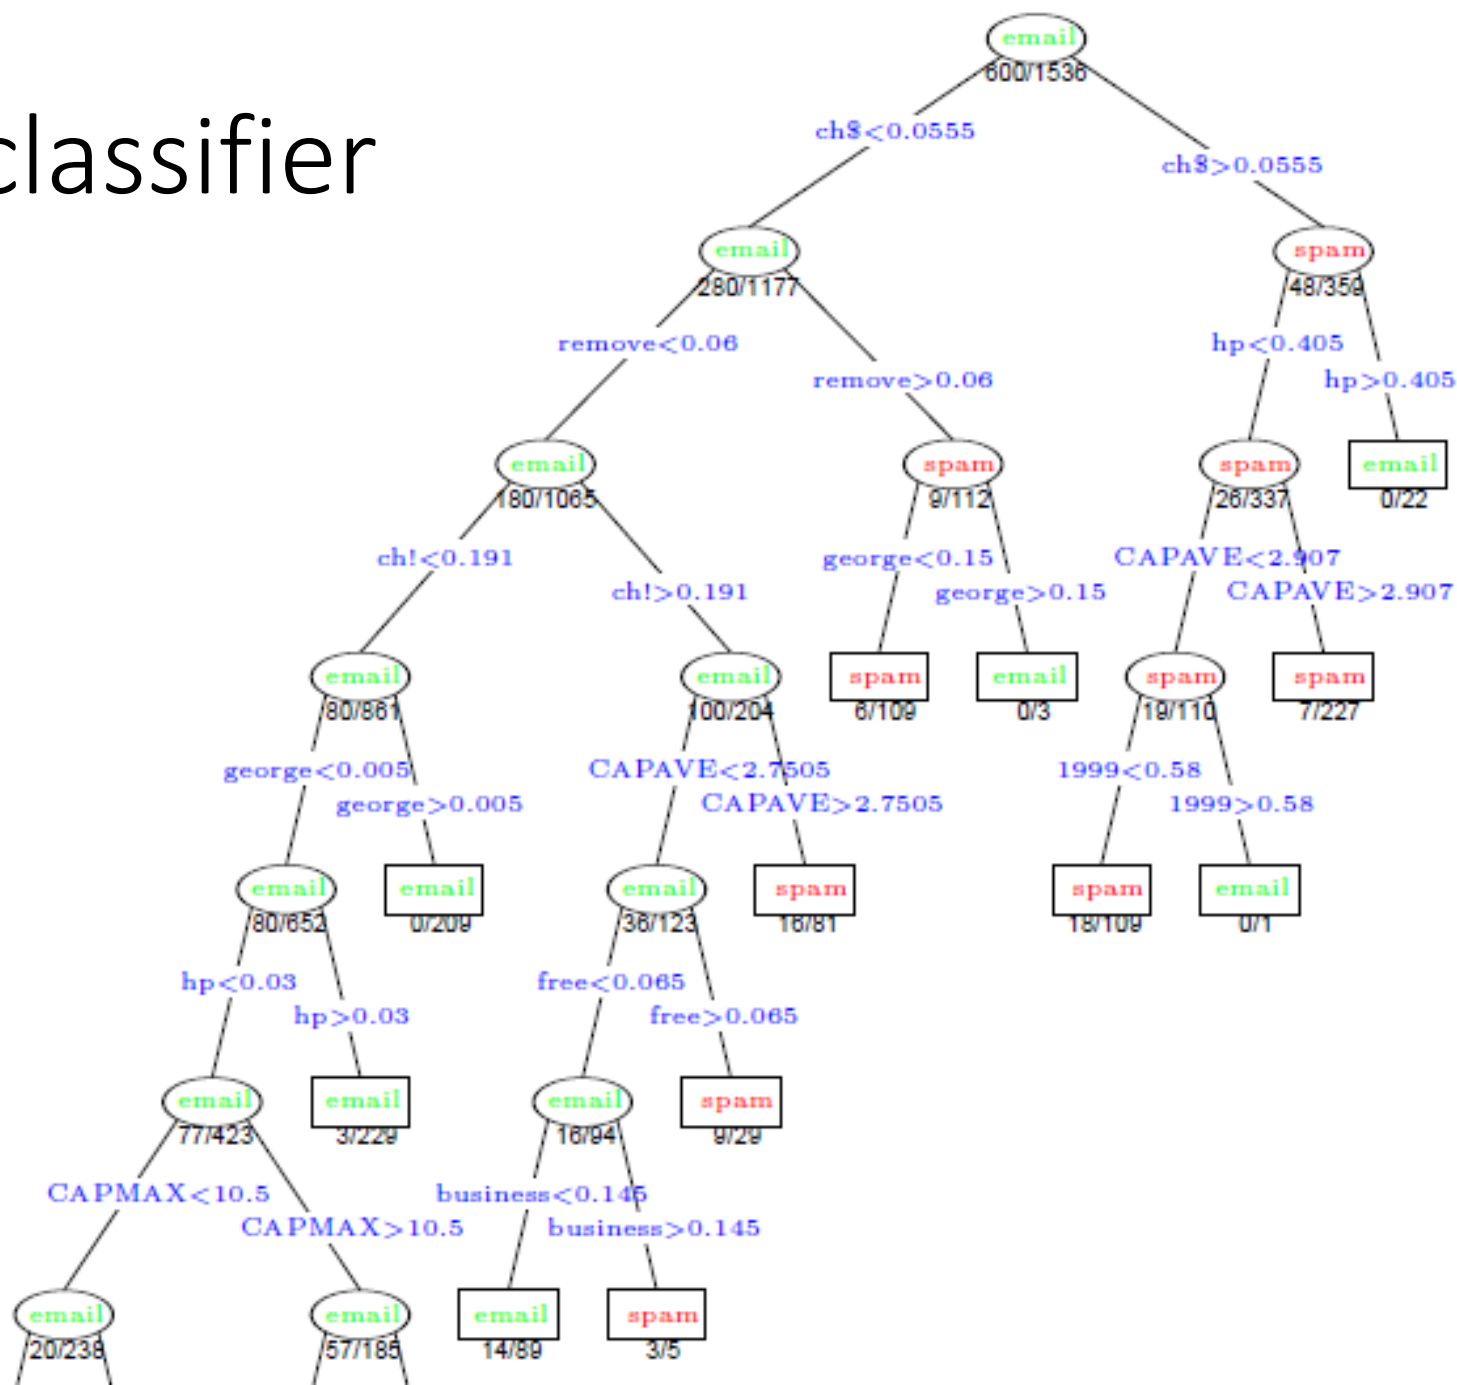 email
600/1536
classifier
ch$<0.0555
ch$>0.0555
email
280/1177
spam
48/359
remove<0.06
remove>0.06
hp<0.405
hp>0.405
email
180/1065
spam
9/112
spam
26/337
email
0/22
ch!<0.191
ch!>0.191
george<0.15
george>0.15
CAPAVE<2.907
CAPAVE>2.907
email
80/861
email
100/204
spam
6/109
email
0/3
spam
19/110
spam
7/227
george<0.005
george>0.005
CAPAVE<2.7505
CAPAVE>2.7505
1999<0.58
1999>0.58
email
80/652
email
0/209
email
36/123
spam
16/81
spam
18/109
email
0/1
hp<0.03
hp>0.03
free<0.065
free>0.065
email
77/423
email
3/229
email
16/94
spam
9/29
CAPMAX<10.5
CAPMAX>10.5
business<0.145
business>0.145
email
20/238
email
57/185
email
14/89
spam
3/5